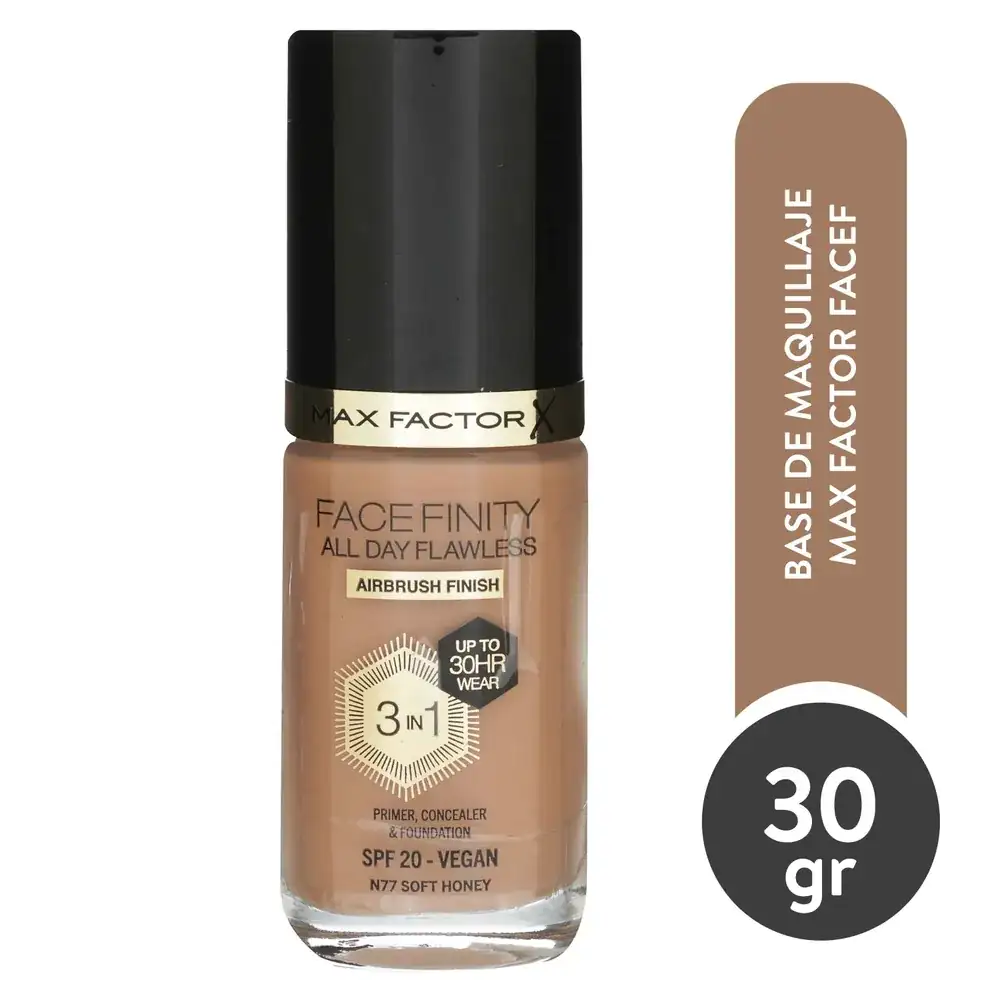 MAX FACTOR X
FACEFINITY
ALL DAY FLAWLESS
AIRBRUSH FINISH
UP TO
30HR
WEAR
3 IN 1
PRIMER, CONCEALER
& FOUNDATION
SPF 20 - VEGAN
N77 SOFT HONEY
BASE DE MAQUILLAJE
MAX FACTOR FACEF
30
gr